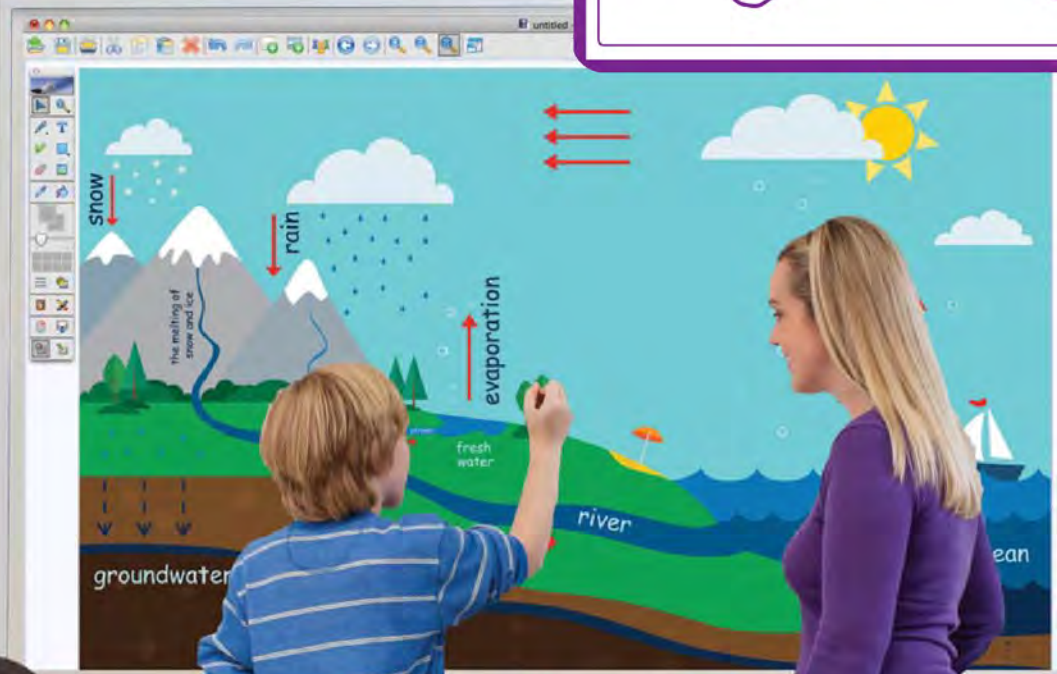 untitled
snow
rain
the melting of
snow and ice
evaporation
fresh
water
river
groundwater
ean